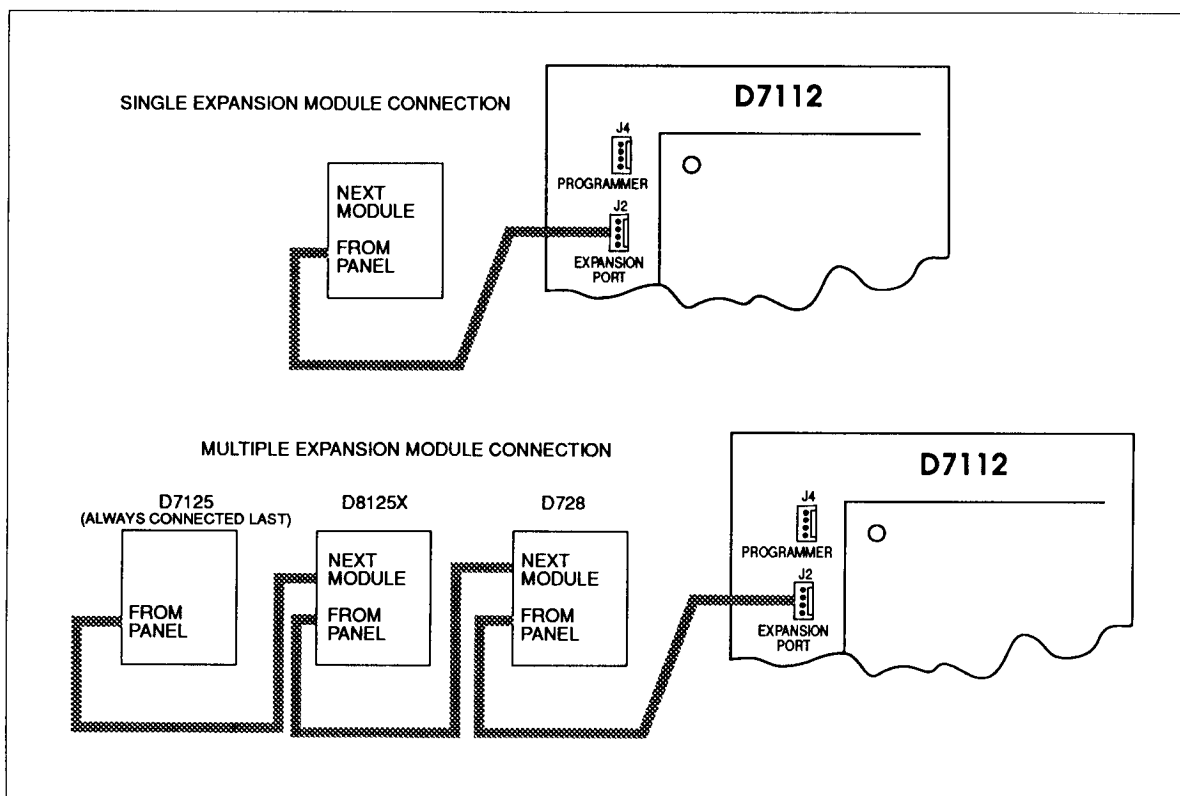 SINGLE EXPANSION MODULE CONNECTION
D7112
J4
PROGRAMMER
J2
EXPANSION
PORT
NEXT
MODULE
FROM
PANEL
MULTIPLE EXPANSION MODULE CONNECTION
D7112
J4
PROGRAMMER
J2
EXPANSION
PORT
D7125
(ALWAYS CONNECTED LAST)
FROM
PANEL
D8125X
NEXT
MODULE
FROM
PANEL
D728
NEXT
MODULE
FROM
PANEL